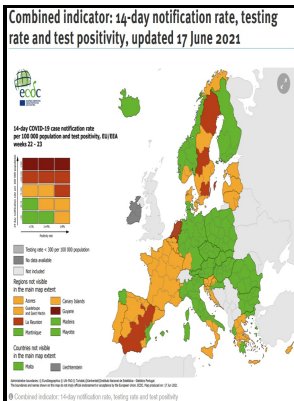 Combined indicator: 14-day notification rate, testing
rate and test positivity, updated 17 June 2021
ecdc
14-day COVID-19 case notification rate
per 100 000 population and test positivity, EU/EEA
weeks 22 - 23
Testing rate < 300 per 100 000 population
No data available
Not included
Regions not visible
in the main map extent
Azores
Canary Islands
Guadeloupe
and Saint Martin
Guyane
La Reunion
Madeira
Martinique
Mayotte
Countries not visible
in the main map extent
Malta
Liechtenstein
Combined indicator: 14-day notification rate, testing rate and test positivity